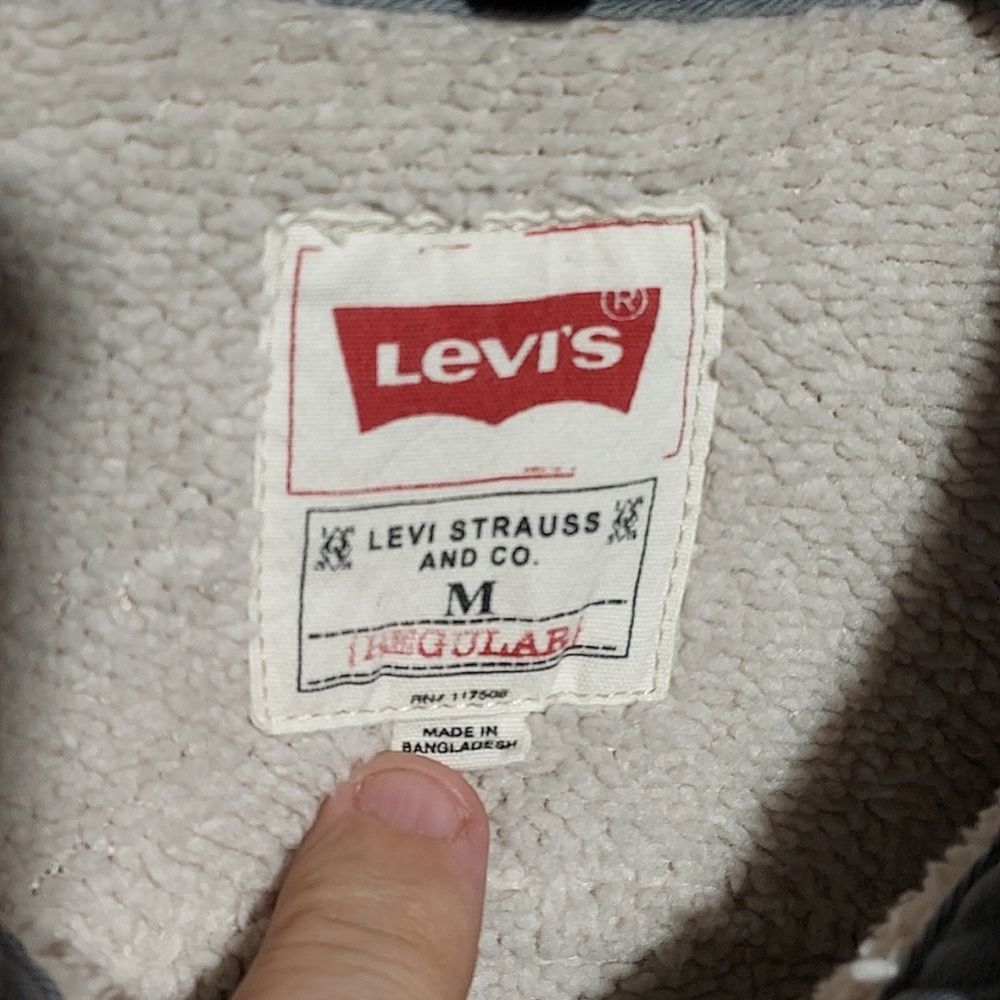 LEVI'S®
LEVI STRAUSS
AND CO.
M
REGULAR
RN# 117508
MADE IN
BANGLADESH